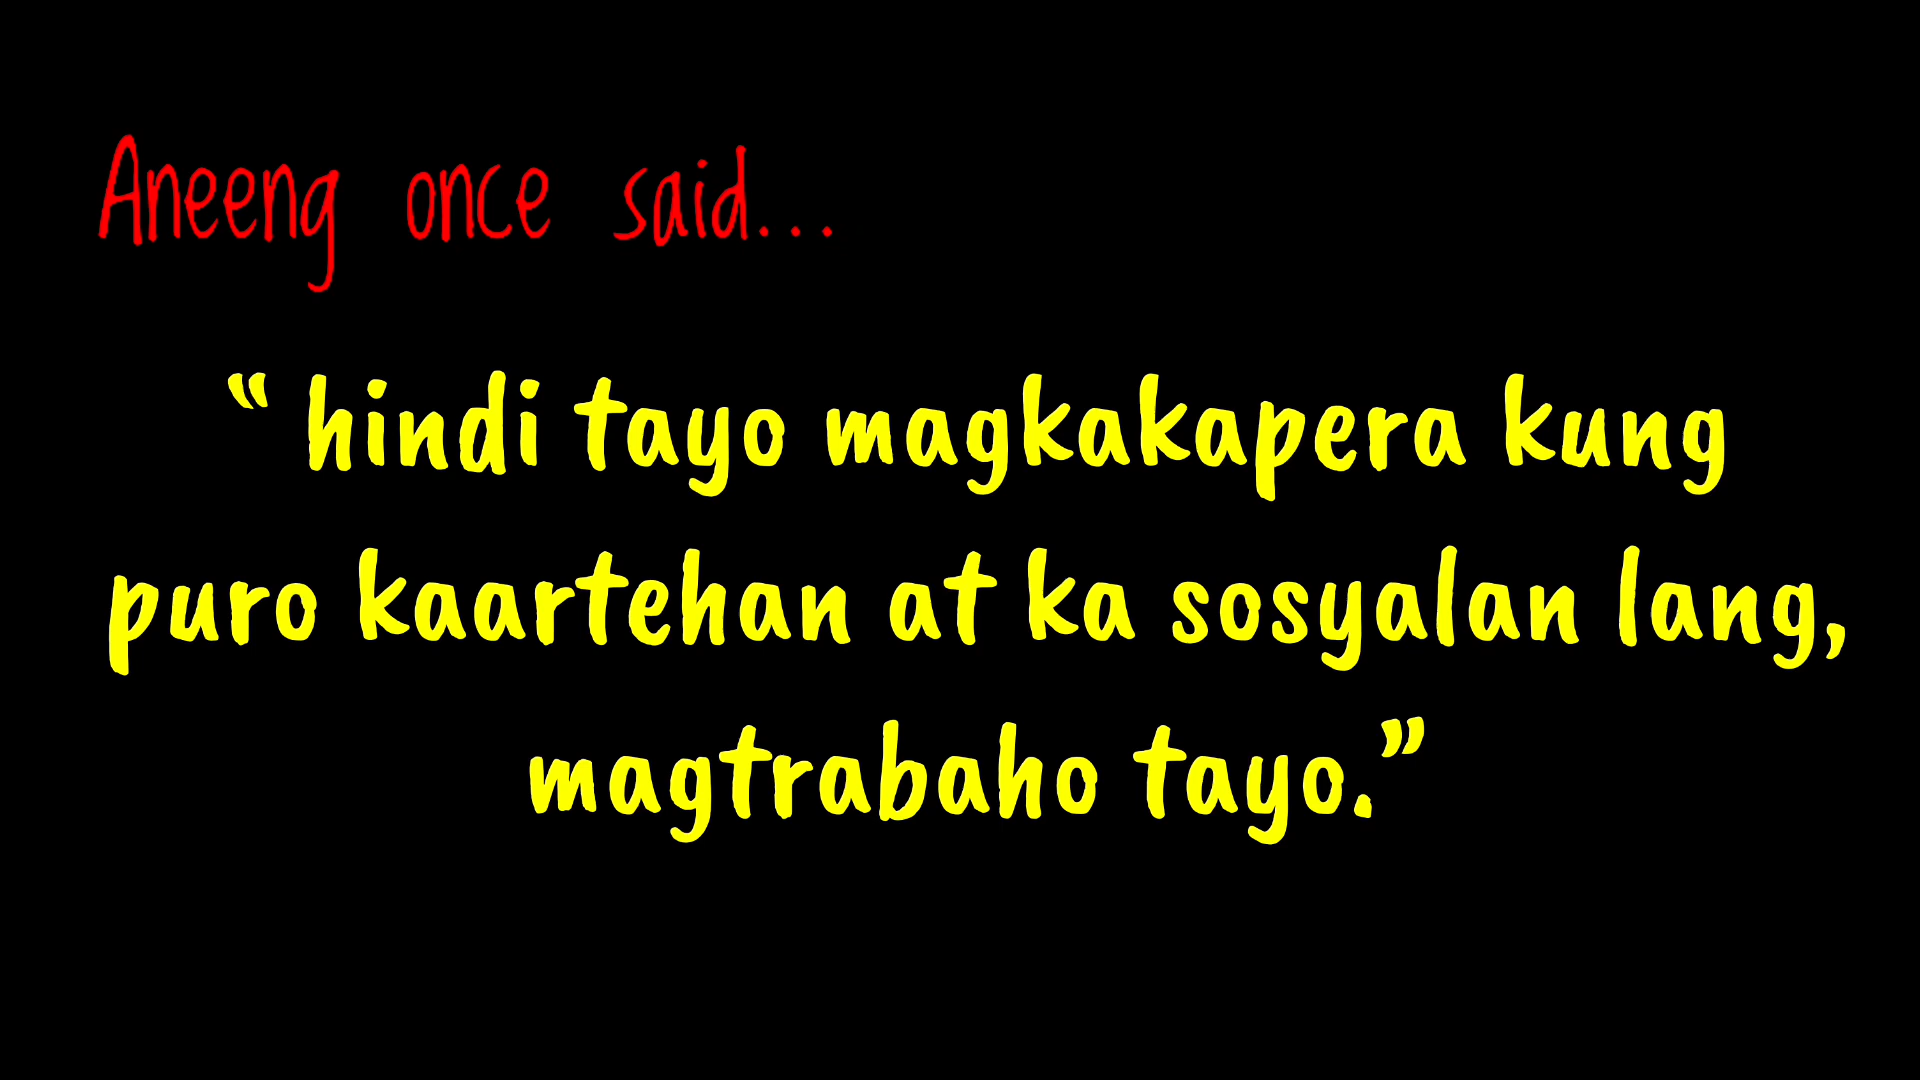 Aneeng once said...
“ hindi tayo magkakapera kung
puro kaartehan at ka sosyalan lang,
magtrabaho tayo.”